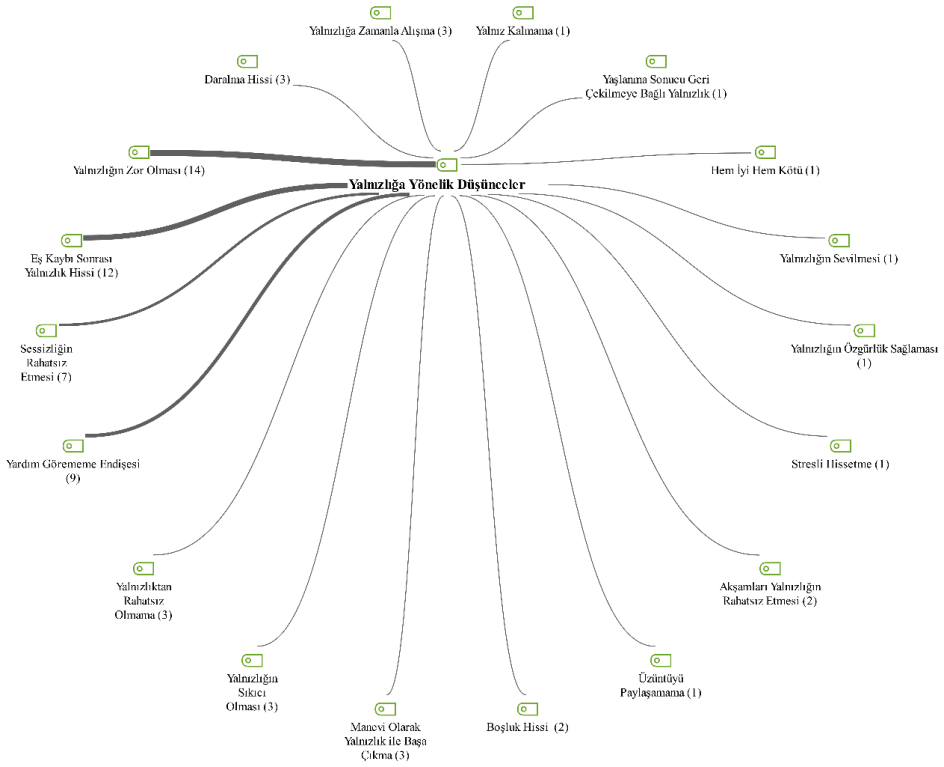 Yalnızlığa Zamanla Alışma (3)
Yalnız Kalmama (1)
Daralma Hissi (3)
Yaşlanma Sonucu Geri
Çekilmeye Bağlı Yalnızlık (1)
Yalnızlığın Zor Olması (14)
Hem İyi Hem Kötü (1)
Yalnızlığa Yönelik Düşünceler
Eş Kaybı Sonrası
Yalnızlık Hissi (12)
Yalnızlığın Sevilmesi (1)
Sessizliğin
Rahatsız
Etmesi (7)
Yalnızlığın Özgürlük Sağlaması
(1)
Yardım Görememe Endişesi
(9)
Stresli Hissetme (1)
Yalnızlıktan
Rahatsız
Olmama (3)
Akşamları Yalnızlığın
Rahatsız Etmesi (2)
Yalnızlığın
Sıkıcı
Olması (3)
Üzüntüyü
Paylaşamama (1)
Manevi Olarak
Yalnızlık ile Başa
Çıkma (3)
Boşluk Hissi (2)